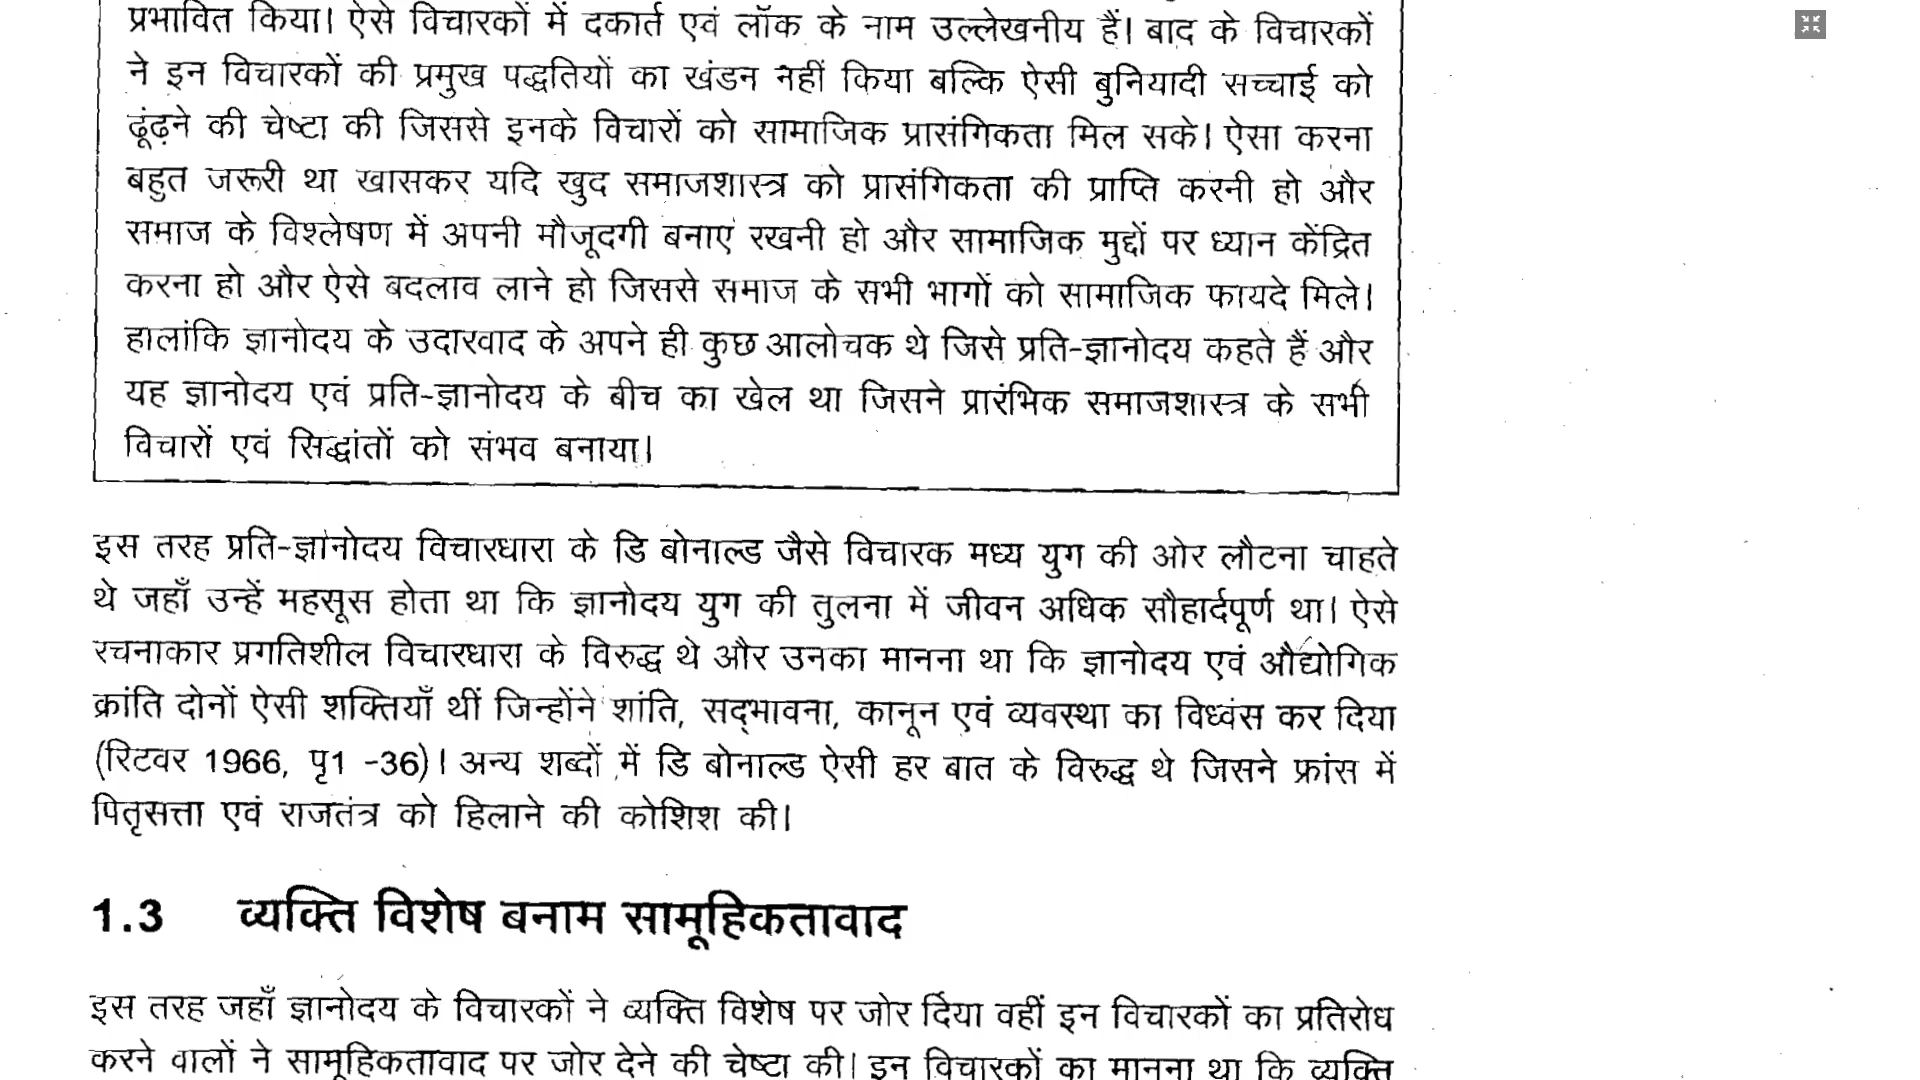 प्रभावित किया। ऐसे विचारकों में दकार्त एवं लॉक के नाम उल्लेखनीय हैं। बाद के विचारकों
ने इन विचारकों की प्रमुख पद्धतियों का खंडन नहीं किया बल्कि ऐसी बुनियादी सच्चाई को
ढूंढ़ने की चेष्टा की जिससे इनके विचारों को सामाजिक प्रासंगिकता मिल सके। ऐसा करना
बहुत जरूरी था खासकर यदि खुद समाजशास्त्र को प्रासंगिकता की प्राप्ति करनी हो और
समाज के विश्लेषण में अपनी मौजूदगी बनाए रखनी हो और सामाजिक मुद्दों पर ध्यान केंद्रित
करना हो और ऐसे बदलाव लाने हो जिससे समाज के सभी भागों को सामाजिक फायदे मिले।
हालांकि ज्ञानोदय के उदारवाद के अपने ही कुछ आलोचक थे जिसे प्रति-ज्ञानोदय कहते हैं और
यह ज्ञानोदय एवं प्रति-ज्ञानोदय के बीच का खेल था जिसने प्रारंभिक समाजशास्त्र के सभी
विचारों एवं सिद्धांतों को संभव बनाया।
इस तरह प्रति-ज्ञानोदय विचारधारा के डि बोनाल्ड जैसे विचारक मध्य युग की ओर लौटना चाहते
थे जहाँ उन्हें महसूस होता था कि ज्ञानोदय युग की तुलना में जीवन अधिक सौहार्दपूर्ण था। ऐसे
रचनाकार प्रगतिशील विचारधारा के विरुद्ध थे और उनका मानना था कि ज्ञानोदय एवं औद्योगिक
क्रांति दोनों ऐसी शक्तियाँ थीं जिन्होंने शांति, सद्भावना, कानून एवं व्यवस्था का विध्वंस कर दिया
(रिटवर 1966, पृ1 -36)। अन्य शब्दों में डि बोनाल्ड ऐसी हर बात के विरुद्ध थे जिसने फ्रांस में
पितृसत्ता एवं राजतंत्र को हिलाने की कोशिश की।
1.3 व्यक्ति विशेष बनाम सामूहिकतावाद
इस तरह जहाँ ज्ञानोदय के विचारकों ने व्यक्ति विशेष पर जोर दिया वहीं इन विचारकों का प्रतिरोध
करने वालों ने सामूहिकतावाद पर जोर देने की चेष्टा की। इन विचारकों का मानना था कि व्यक्ति